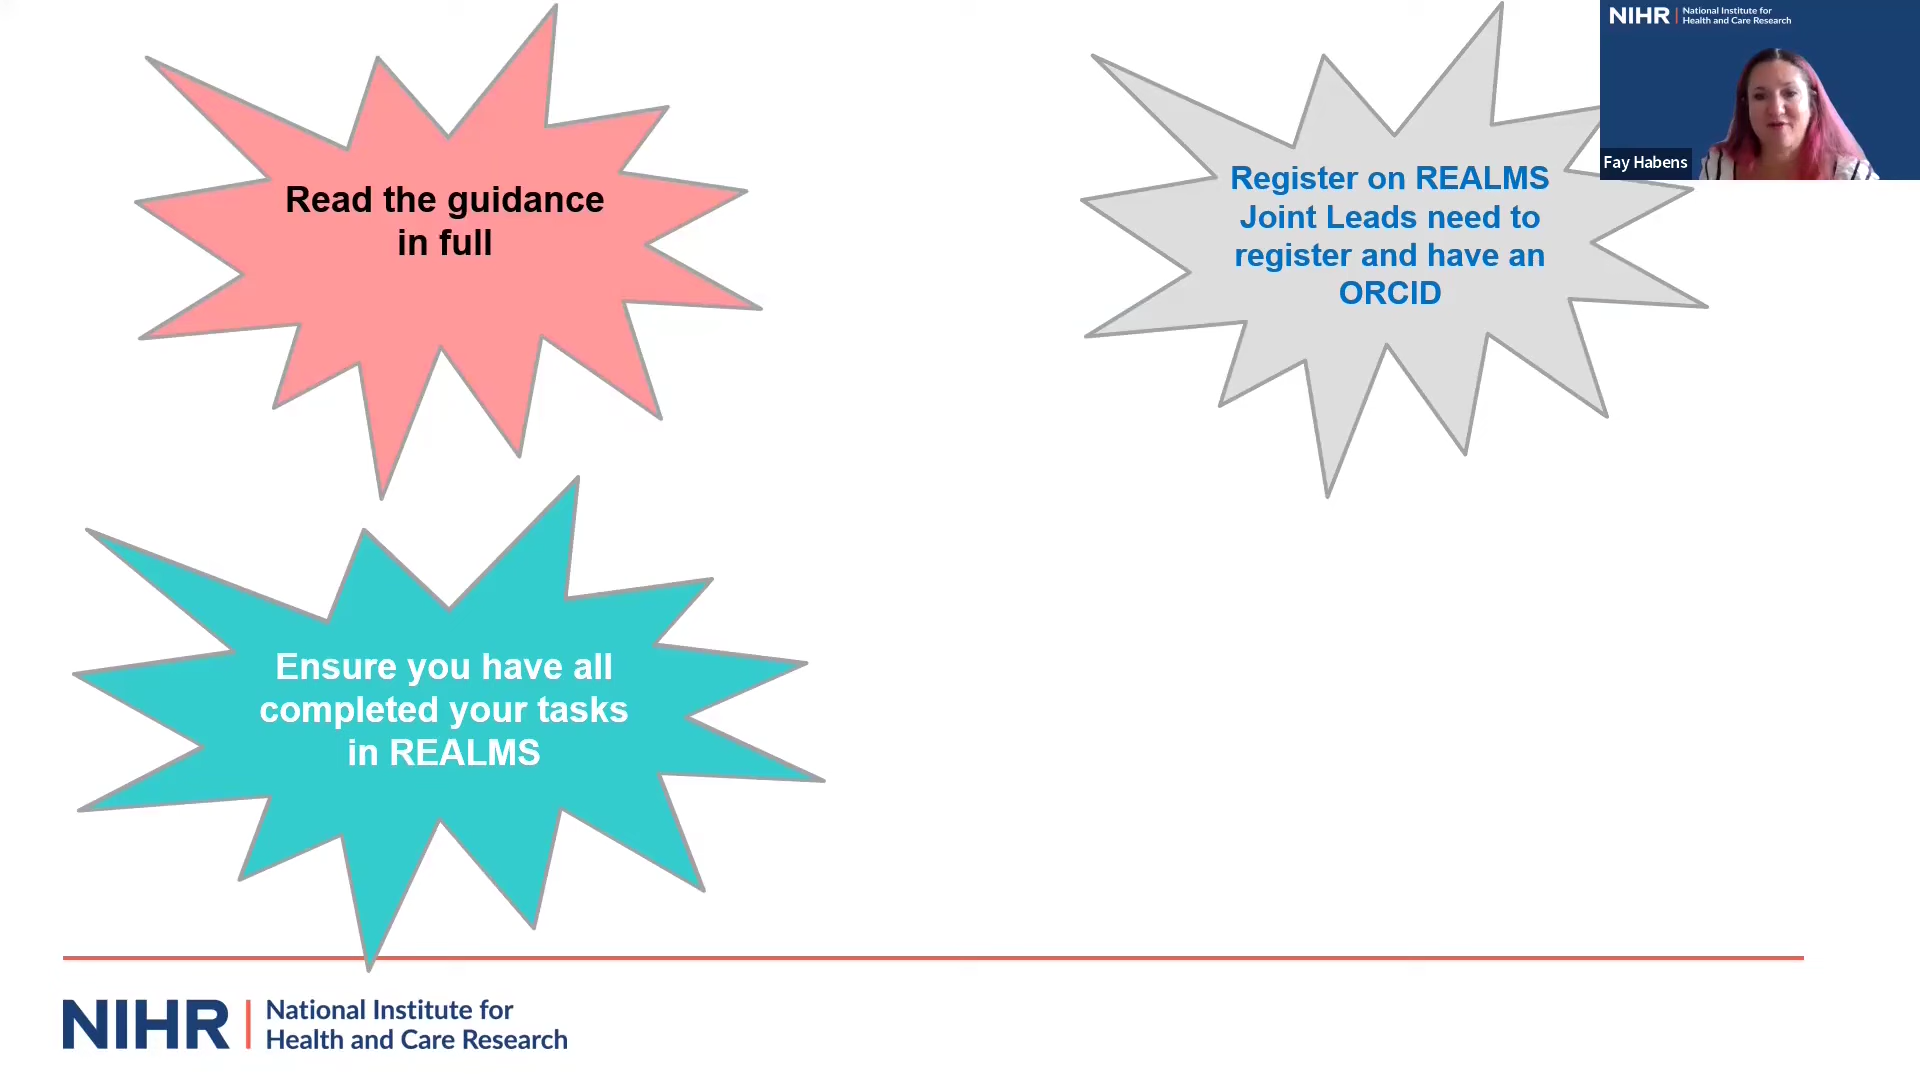 Read the guidance
in full
Register on REALMS
Joint Leads need to
register and have an
ORCID
NIHR | National Institute for
Health and Care Research
Fay Habens
Ensure you have all
completed your tasks
in REALMS
NIHR | National Institute for
Health and Care Research